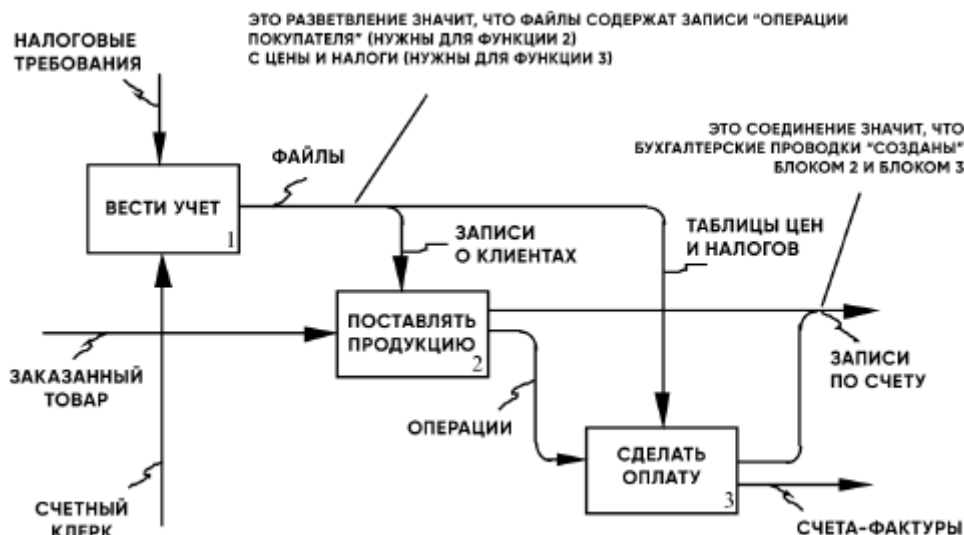 ЭТО РАЗВЕТВЛЕНИЕ ЗНАЧИТ, ЧТО ФАЙЛЫ СОДЕРЖАТ ЗАПИСИ "ОПЕРАЦИИ
ПОКУПАТЕЛЯ" (НУЖНЫ ДЛЯ ФУНКЦИИ 2)
С ЦЕНЫ И НАЛОГИ (НУЖНЫ ДЛЯ ФУНКЦИИ 3)
НАЛОГОВЫЕ
ТРЕБОВАНИЯ
ЭТО СОЕДИНЕНИЕ ЗНАЧИТ, ЧТО
БУХГАЛТЕРСКИЕ ПРОВОДКИ "СОЗДАНЫ"
БЛОКОМ 2 И БЛОКОМ 3
ФАЙЛЫ
ВЕСТИ УЧЕТ
1
ЗАПИСИ
О КЛИЕНТАХ
ТАБЛИЦЫ ЦЕН
И НАЛОГОВ
ПОСТАВЛЯТЬ
ПРОДУКЦИЮ
2
ЗАКАЗАННЫЙ
ТОВАР
ЗАПИСИ
ПО СЧЕТУ
ОПЕРАЦИИ
СДЕЛАТЬ
ОПЛАТУ
3
СЧЕТНЫЙ
КЛЕРК
СЧЕТА-ФАКТУРЫ